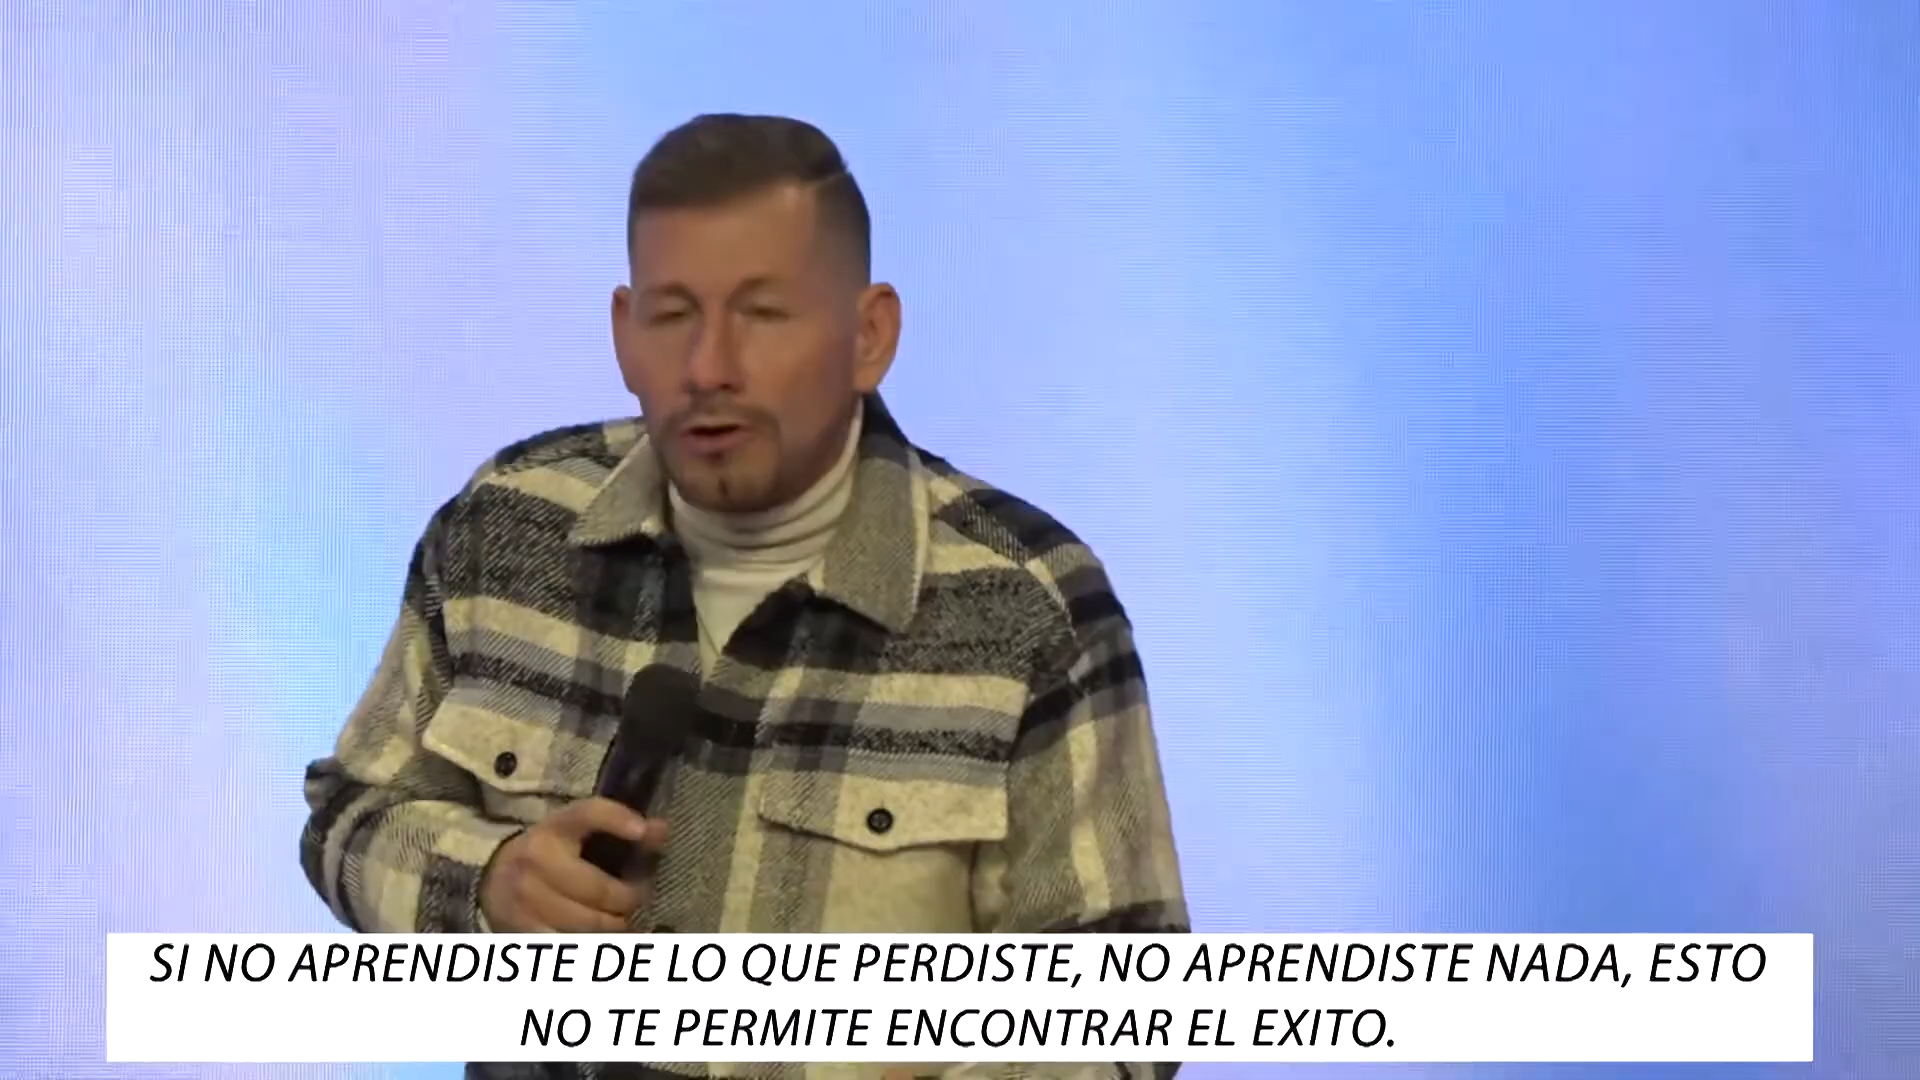 SI NO APRENDISTE DE LO QUE PERDISTE, NO APRENDISTE NADA, ESTO
NO TE PERMITE ENCONTRAR EL EXITO.